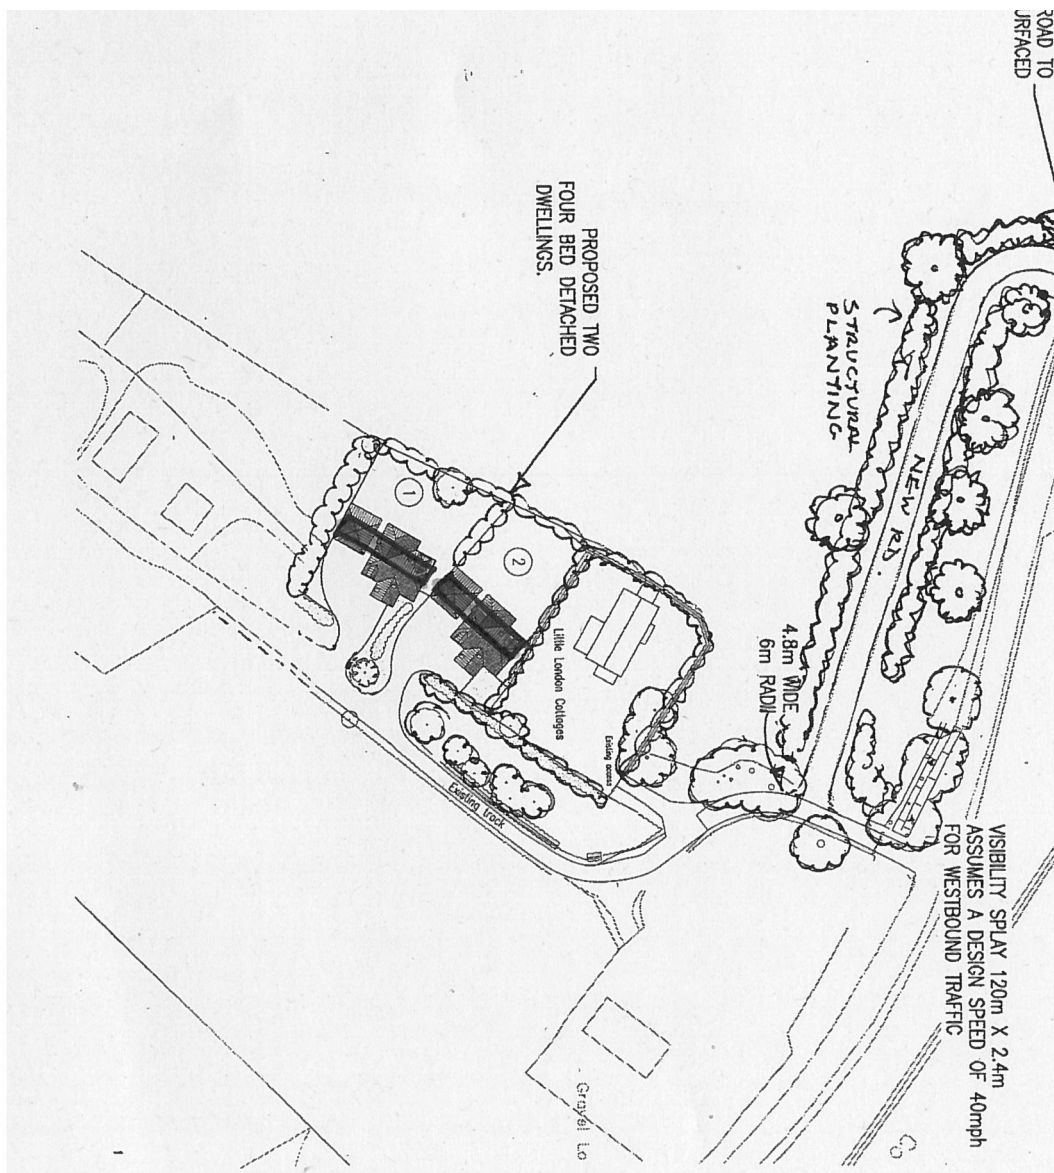 ROAD TO
URFACED
PROPOSED TWO
FOUR BED DETACHED
DWELLINGS.
STRUCTURAL
PLANTING
NEW RD.
1
2
4.8m WIDE
6m RADII
Little London Cottages
Existing access
Existing track
VISIBILITY SPLAY 120m X 2.4m
ASSUMES A DESIGN SPEED OF 40mph
FOR WESTBOUND TRAFFIC
Gravel Lo
Co